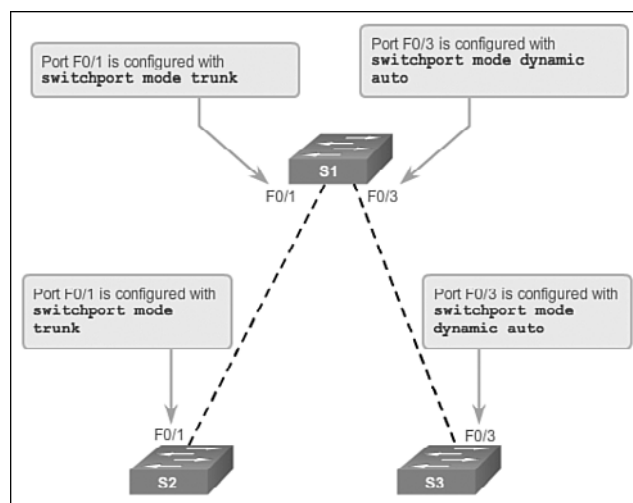 Port F0/1 is configured with
switchport mode trunk
Port F0/3 is configured with
switchport mode dynamic
auto
S1
F0/1
F0/3
Port F0/1 is configured with
switchport mode
trunk
Port F0/3 is configured with
switchport mode
dynamic auto
F0/1
F0/3
S2
S3